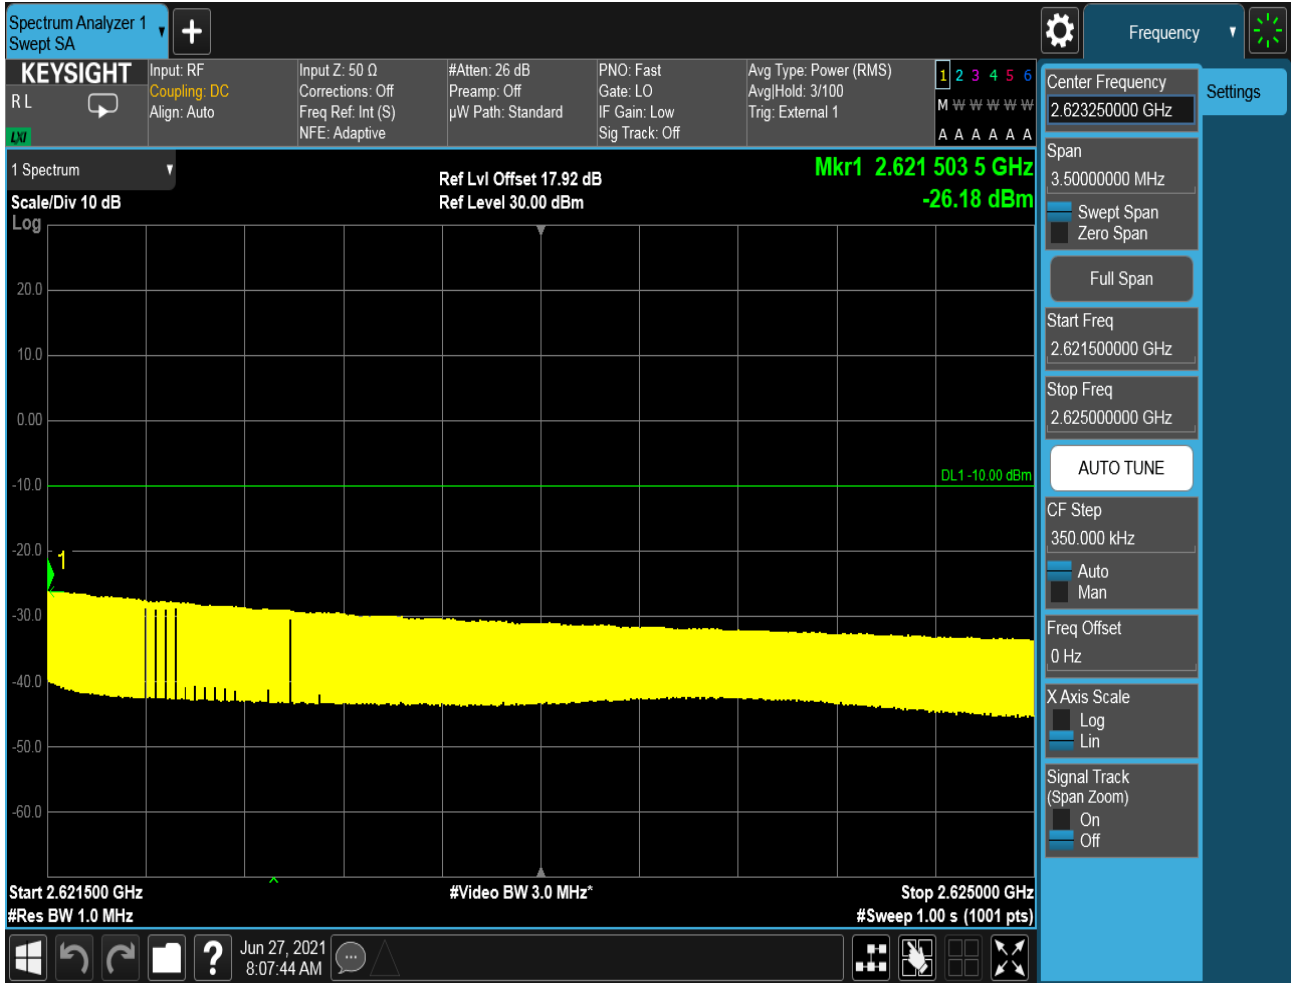 Spectrum Analyzer 1
Swept SA
+
Frequency
KEYSIGHT
R L
LXI
Input: RF
Coupling: DC
Align: Auto
Input Z: 50 Ω
Corrections: Off
Freq Ref: Int (S)
NFE: Adaptive
#Atten: 26 dB
Preamp: Off
µW Path: Standard
PNO: Fast
Gate: LO
IF Gain: Low
Sig Track: Off
Avg Type: Power (RMS)
Avg|Hold: 3/100
Trig: External 1
1 2 3 4 5 6
M W W W W W
A A A A A A
1 Spectrum
Scale/Div 10 dB
Log
Ref Lvl Offset 17.92 dB
Ref Level 30.00 dBm
Mkr1 2.621 503 5 GHz
-26.18 dBm
20.0
10.0
0.00
-10.0
-20.0
-30.0
-40.0
-50.0
-60.0
DL1 -10.00 dBm
1
Start 2.621500 GHz
#Res BW 1.0 MHz
#Video BW 3.0 MHz*
Stop 2.625000 GHz
#Sweep 1.00 s (1001 pts)
?
Jun 27, 2021
8:07:44 AM
Settings
Center Frequency
2.623250000 GHz
Span
3.50000000 MHz
Swept Span
Zero Span
Full Span
Start Freq
2.621500000 GHz
Stop Freq
2.625000000 GHz
AUTO TUNE
CF Step
350.000 kHz
Auto
Man
Freq Offset
0 Hz
X Axis Scale
Log
Lin
Signal Track
(Span Zoom)
On
Off